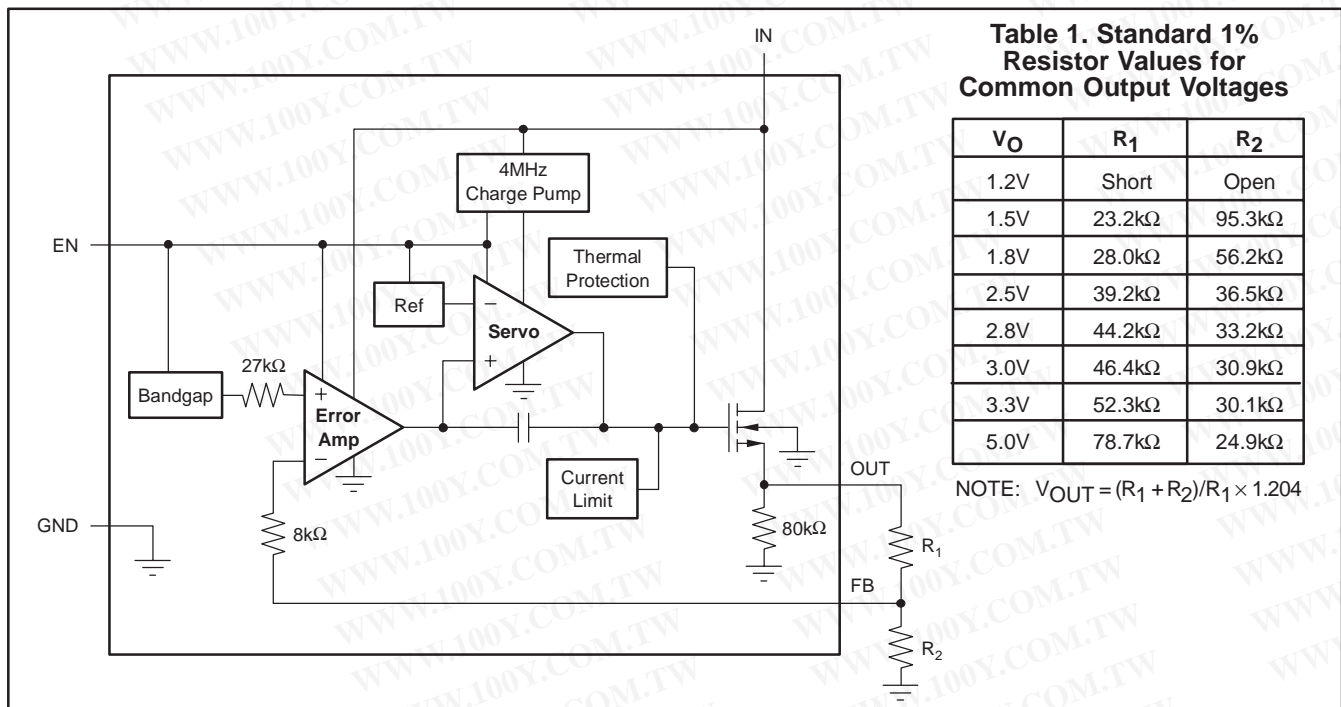 IN
4MHz
Charge Pump
EN
Thermal
Protection
Ref
−
Servo
+
27kΩ
Bandgap
+
Error
Amp
−
Current
Limit
OUT
GND
8kΩ
80kΩ
R1
FB
R2
Table 1. Standard 1%
Resistor Values for
Common Output Voltages
VO R1 R2
1.2V Short Open
1.5V 23.2kΩ 95.3kΩ
1.8V 28.0kΩ 56.2kΩ
2.5V 39.2kΩ 36.5kΩ
2.8V 44.2kΩ 33.2kΩ
3.0V 46.4kΩ 30.9kΩ
3.3V 52.3kΩ 30.1kΩ
5.0V 78.7kΩ 24.9kΩ
NOTE: VOUT = (R1 + R2)/R1 × 1.204
WWW.100Y.COM.TW